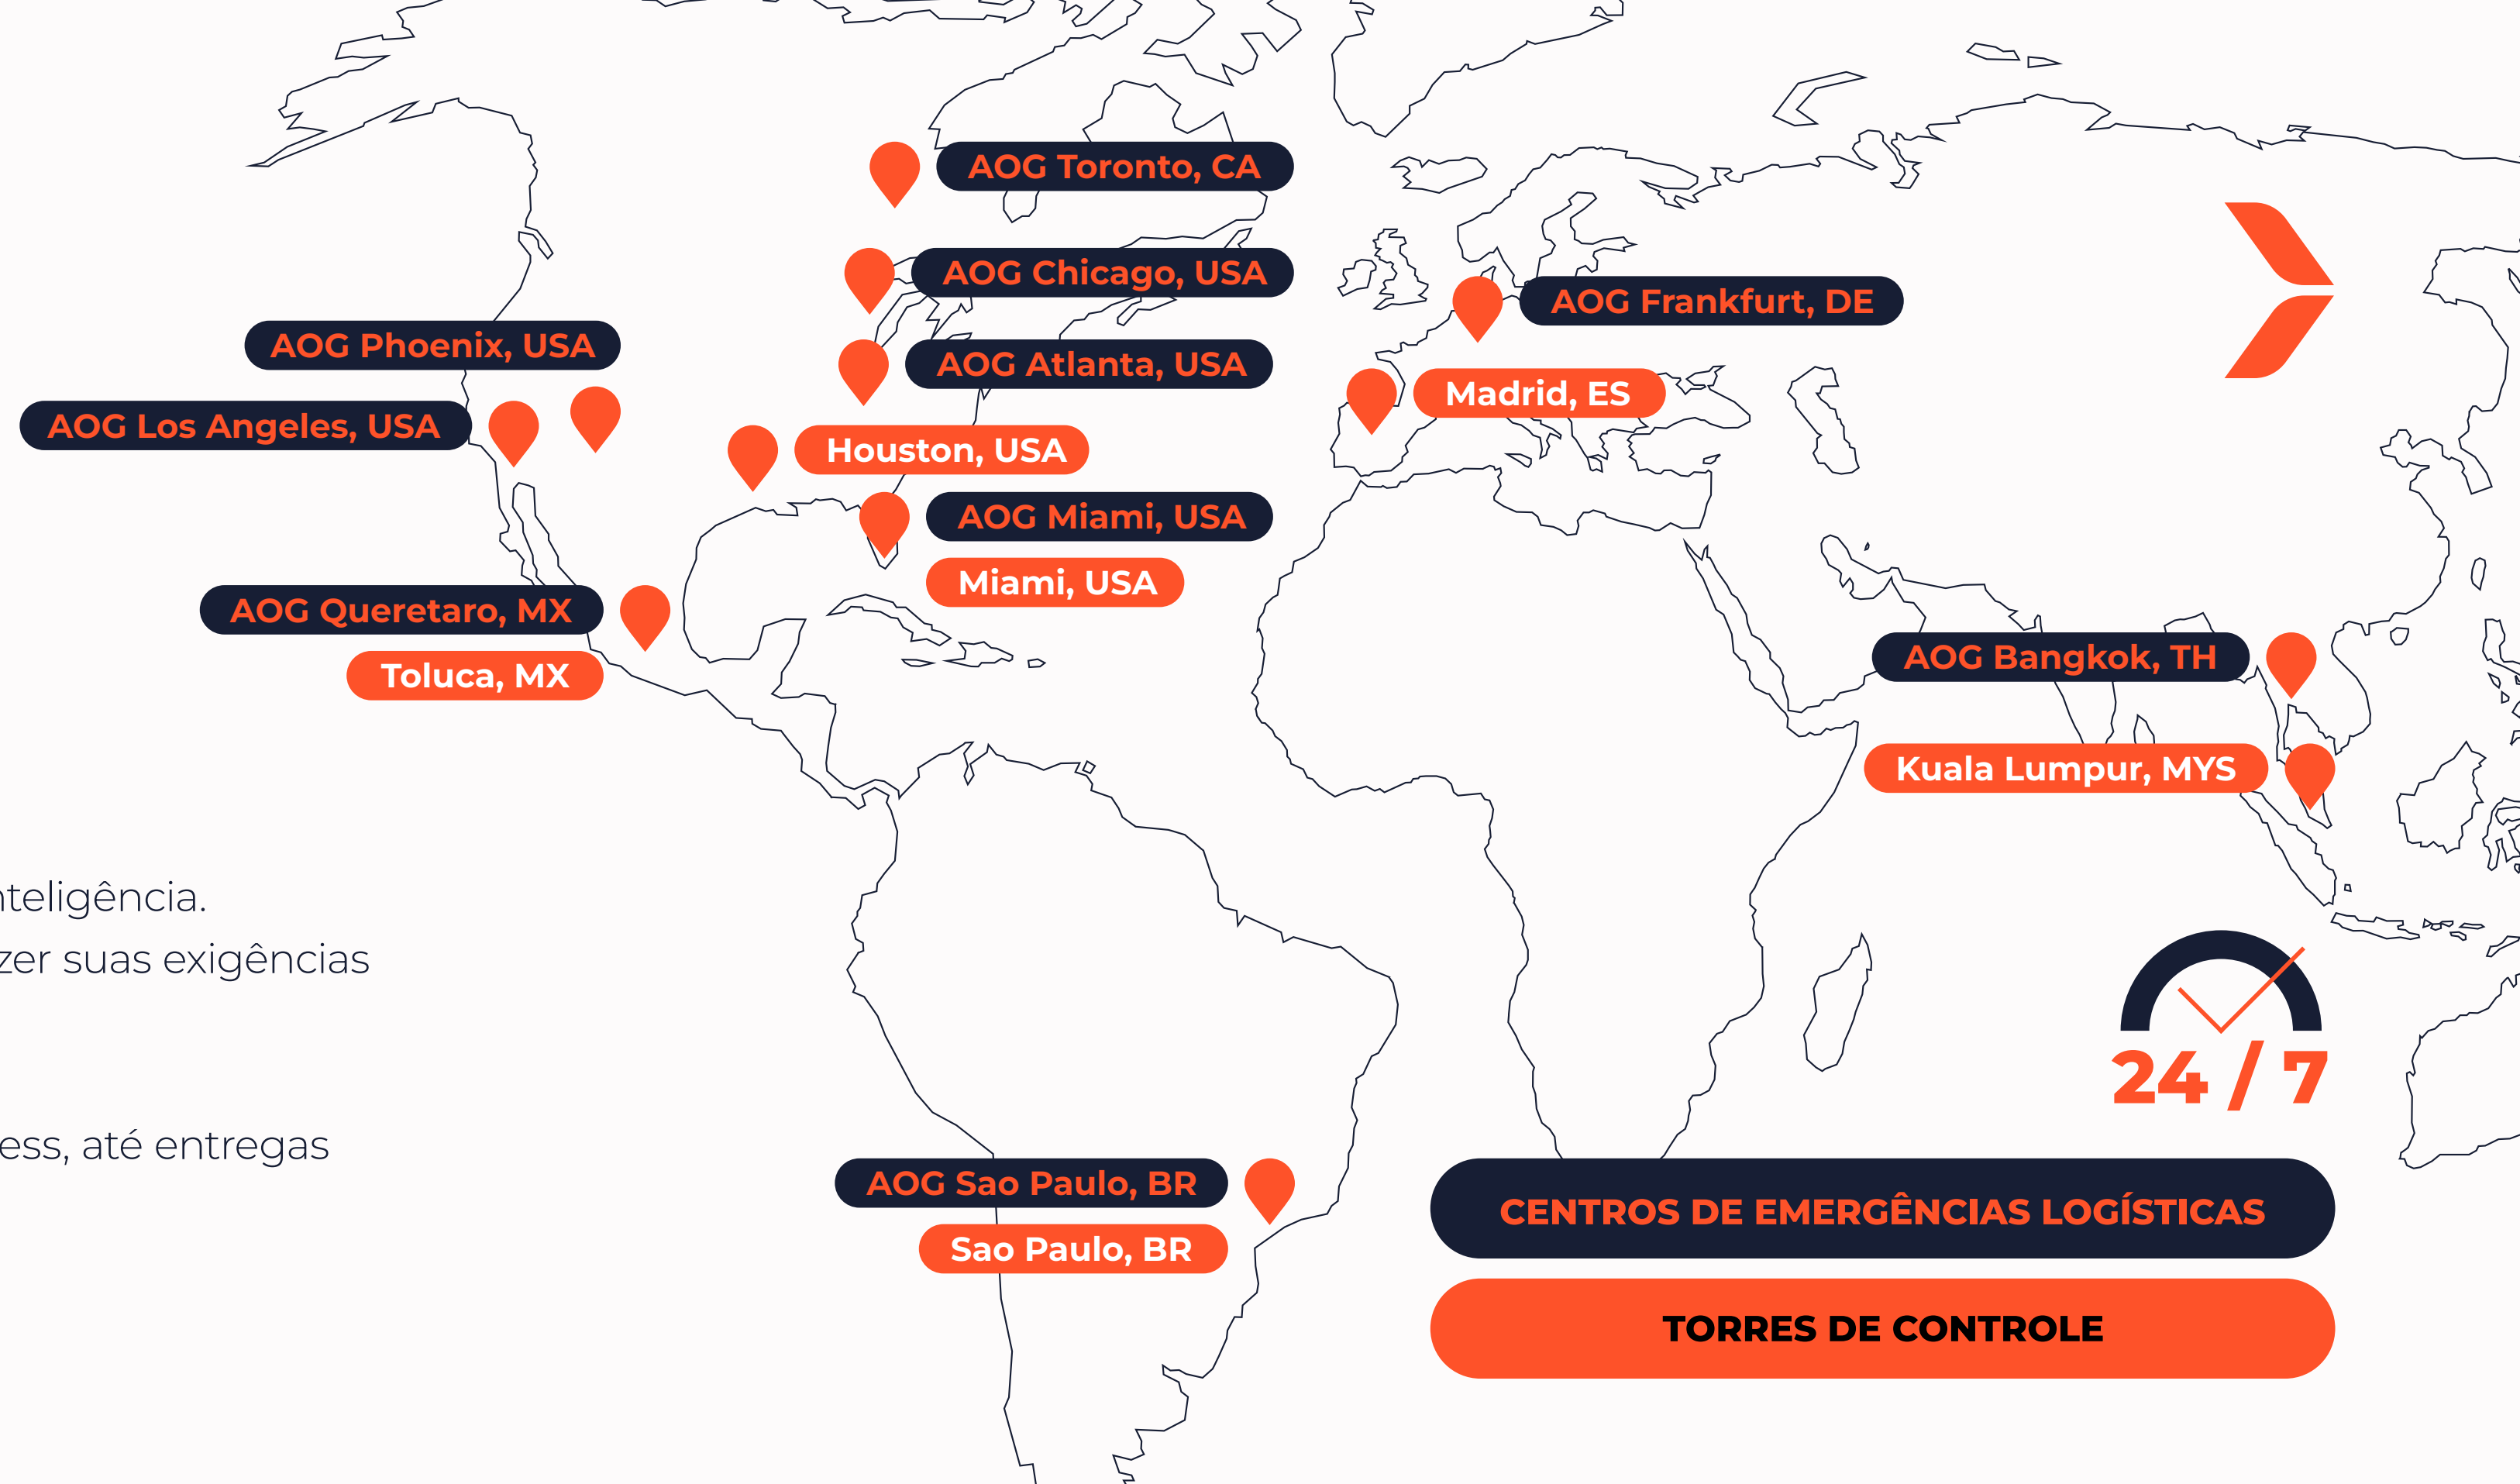 AOG Toronto, CA
AOG Chicago, USA
AOG Frankfurt, DE
AOG Phoenix, USA
AOG Atlanta, USA
Madrid, ES
AOG Los Angeles, USA
Houston, USA
AOG Miami, USA
Miami, USA
AOG Queretaro, MX
Toluca, MX
AOG Bangkok, TH
Kuala Lumpur, MYS
nteligência.
zer suas exigências
24 / 7
ess, até entregas
AOG Sao Paulo, BR
Sao Paulo, BR
CENTROS DE EMERGÊNCIAS LOGÍSTICAS
TORRES DE CONTROLE